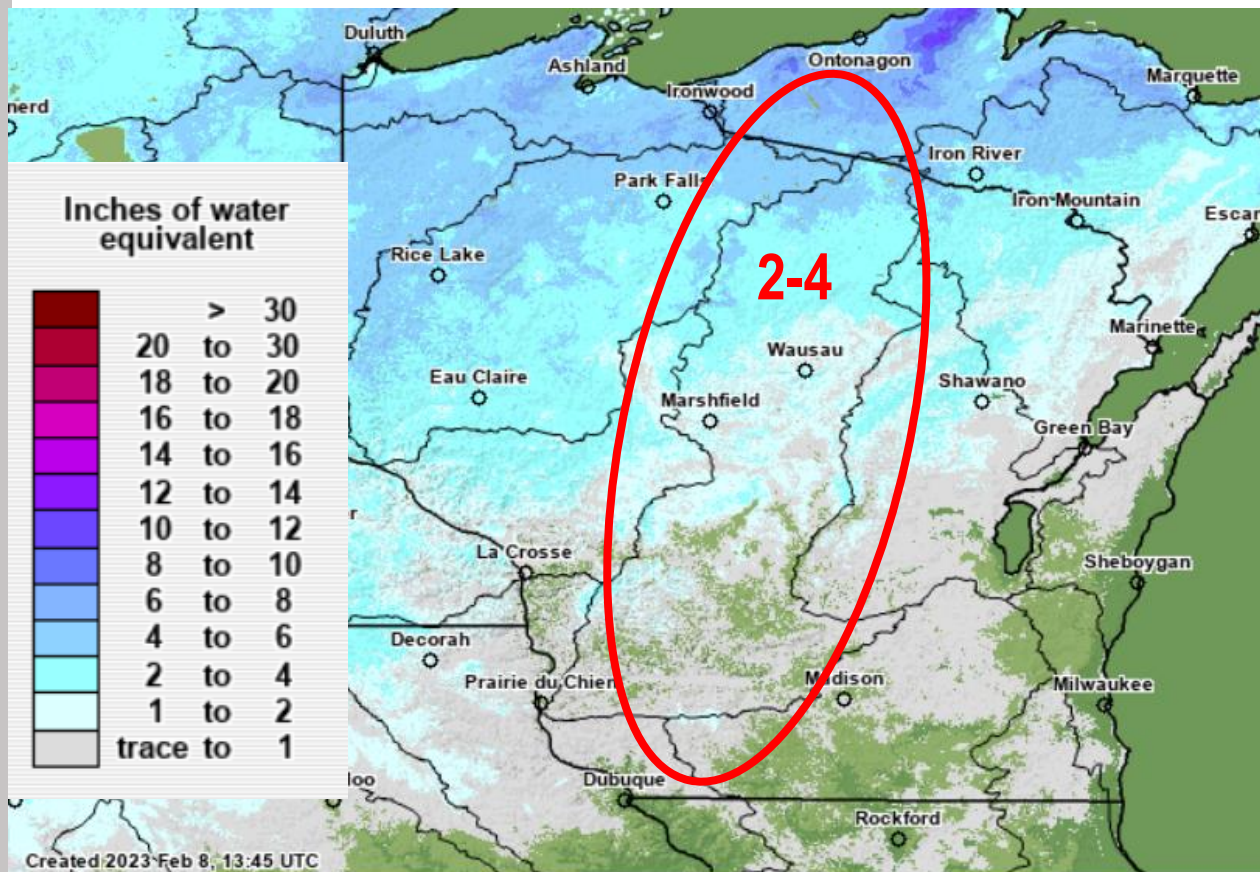 Duluth
Ashland
Ontonagon
Ironwood
Marquette
nerd
Iron River
Park Falls
Iron Mountain
Escan
Inches of water
equivalent
Rice Lake
2-4
> 30
20 to 30
18 to 20
16 to 18
14 to 16
12 to 14
10 to 12
8 to 10
6 to 8
4 to 6
2 to 4
1 to 2
trace to 1
Marinette
Wausau
Eau Claire
Shawano
Marshfield
Green Bay
r
La Crosse
Sheboygan
Decorah
Prairie du Chien
Madison
Milwaukee
loo
Dubuque
Rockford
Created 2023 Feb 8, 13:45 UTC